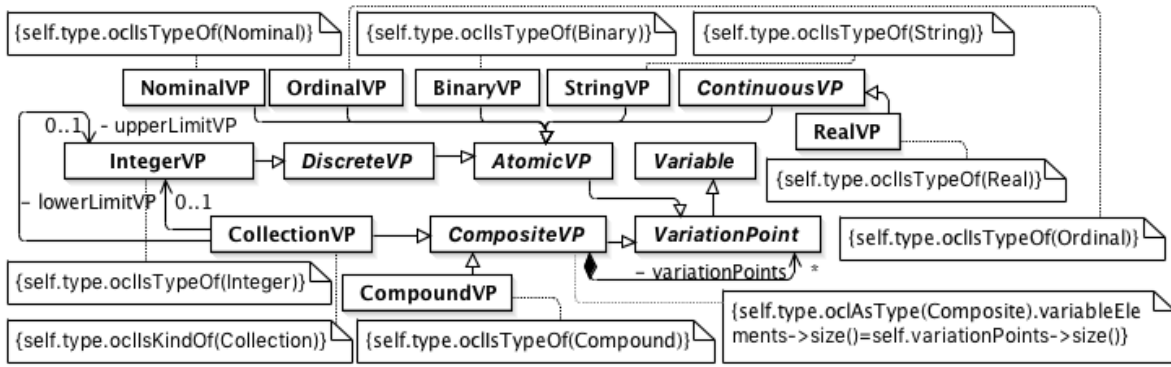 {self.type.oclIsTypeOf(Nominal)}
{self.type.oclIsTypeOf(Binary)}
{self.type.oclIsTypeOf(String)}
NominalVP
OrdinalVP
BinaryVP
StringVP
ContinuousVP
0..1
- upperLimitVP
RealVP
IntegerVP
DiscreteVP
AtomicVP
Variable
{self.type.oclIsTypeOf(Real)}
- lowerLimitVP
0..1
CollectionVP
CompositeVP
VariationPoint
{self.type.oclIsTypeOf(Ordinal)}
- variationPoints
*
{self.type.oclIsTypeOf(Integer)}
CompoundVP
{self.type.oclIsKindOf(Collection)}
{self.type.oclIsTypeOf(Compound)}
{self.type.oclAsType(Composite).variableEle
ments->size()=self.variationPoints->size()}